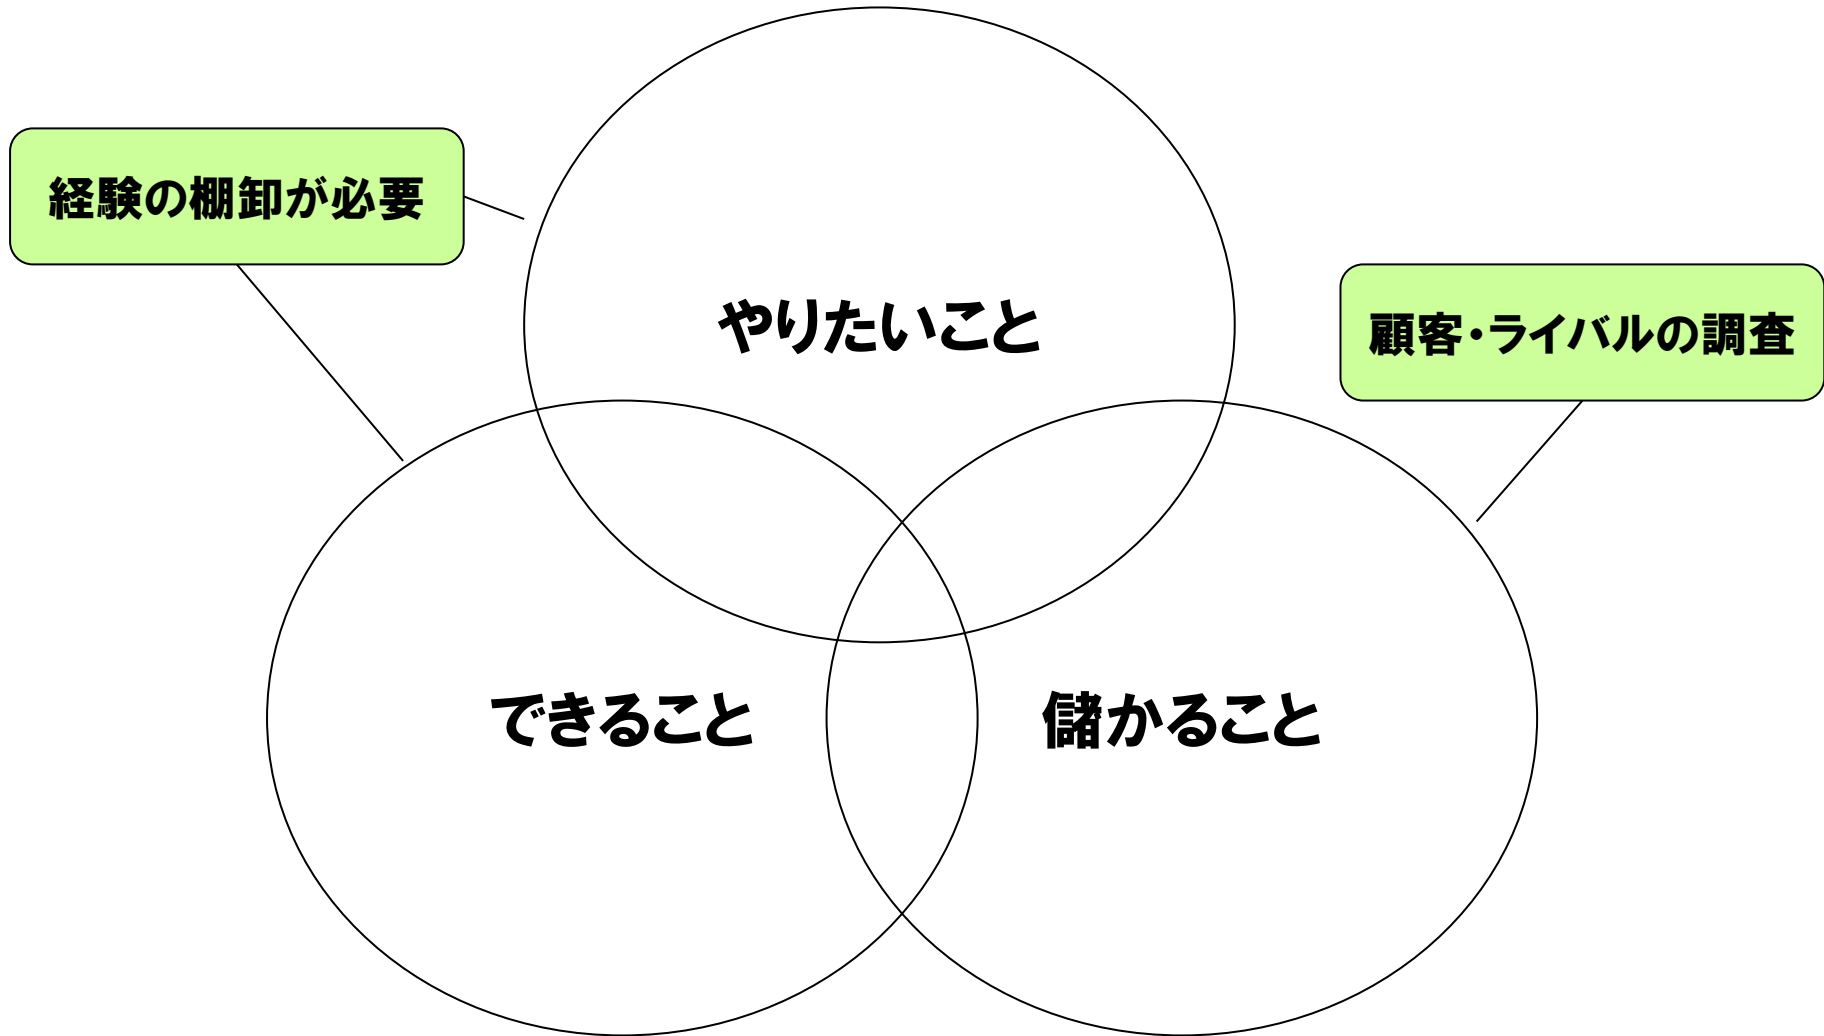 経験の棚卸が必要
やりたいこと
顧客・ライバルの調査
できること
儲かること